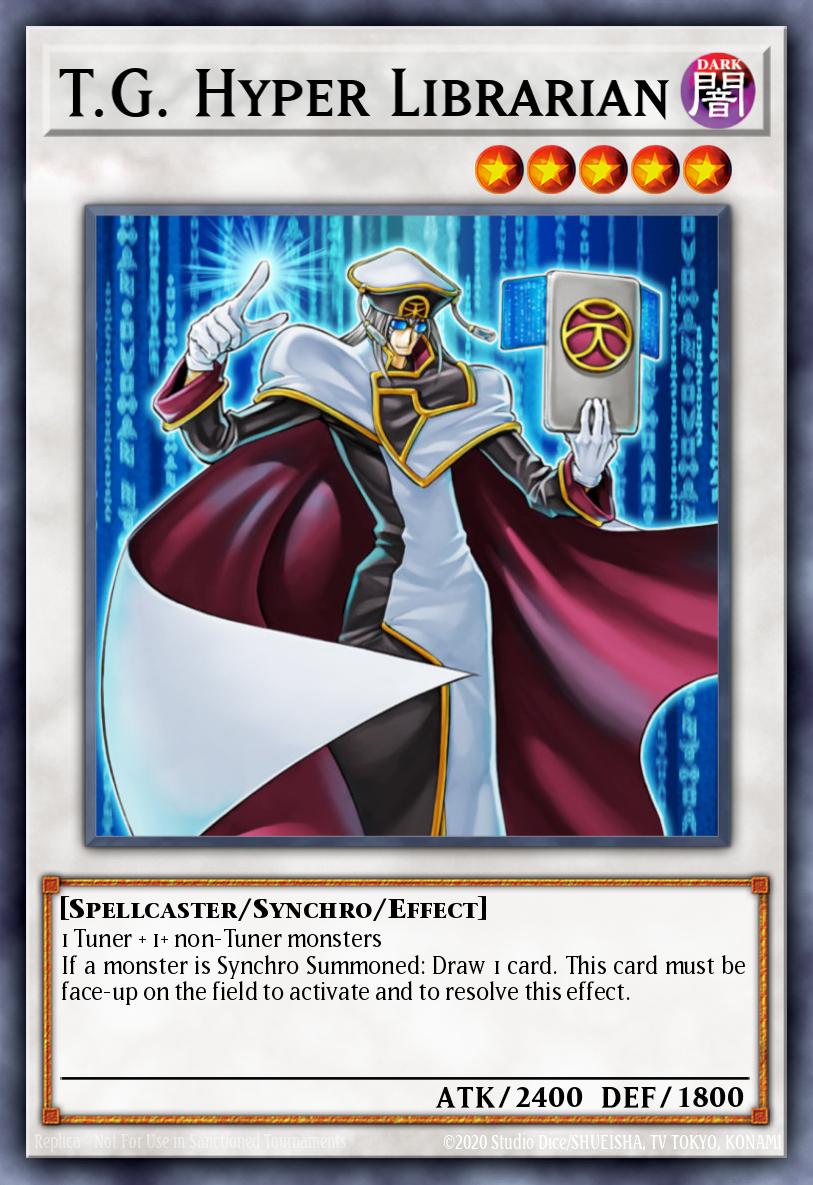 T.G. Hyper Librarian
DARK
闇
[Spellcaster/Synchro/Effect]
1 Tuner + 1+ non-Tuner monsters
If a monster is Synchro Summoned: Draw 1 card. This card must be
face-up on the field to activate and to resolve this effect.
ATK/2400 DEF/1800
Replica - Not For Use in Sanctioned Tournaments
©2020 Studio Dice/SHUEISHA, TV TOKYO, KONAMI